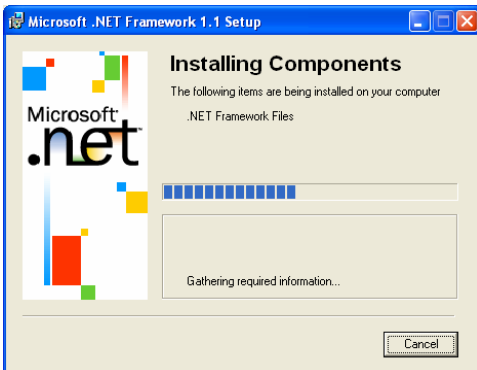 Microsoft .NET Framework 1.1 Setup
Installing Components
The following items are being installed on your computer
.NET Framework Files
Microsoft
.net
Gathering required information...
Cancel